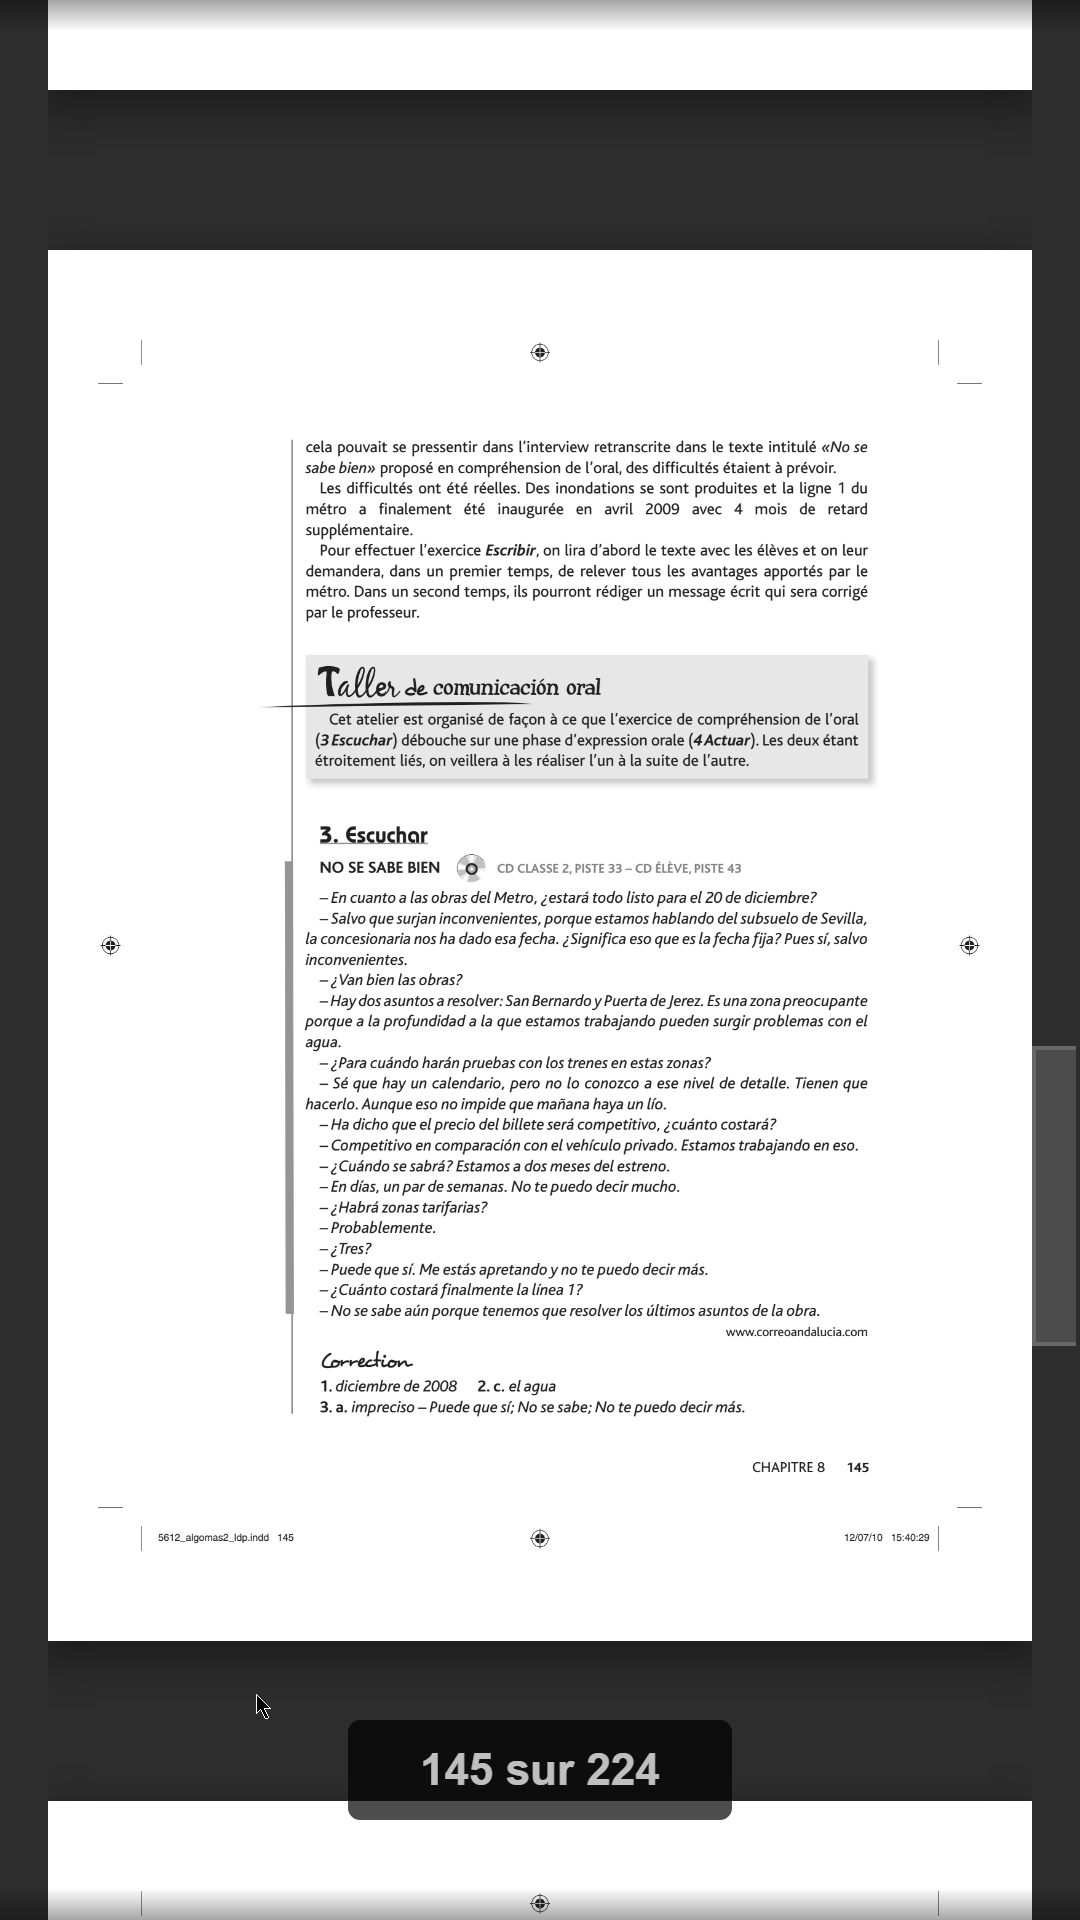 cela pouvait se pressentir dans l’interview retranscrite dans le texte intitulé «No se
sabe bien» proposé en compréhension de l’oral, des difficultés étaient à prévoir.
Les difficultés ont été réelles. Des inondations se sont produites et la ligne 1 du
métro a finalement été inaugurée en avril 2009 avec 4 mois de retard
supplémentaire.
Pour effectuer l’exercice Escribir, on lira d’abord le texte avec les élèves et on leur
demandera, dans un premier temps, de relever tous les avantages apportés par le
métro. Dans un second temps, ils pourront rédiger un message écrit qui sera corrigé
par le professeur.
Taller de comunicación oral
Cet atelier est organisé de façon à ce que l’exercice de compréhension de l’oral
(3 Escuchar) débouche sur une phase d’expression orale (4 Actuar). Les deux étant
étroitement liés, on veillera à les réaliser l’un à la suite de l’autre.
3. Escuchar
NO SE SABE BIEN CD CLASSE 2, PISTE 33 – CD ÉLÈVE, PISTE 43
– En cuanto a las obras del Metro, ¿estará todo listo para el 20 de diciembre?
– Salvo que surjan inconvenientes, porque estamos hablando del subsuelo de Sevilla,
la concesionaria nos ha dado esa fecha. ¿Significa eso que es la fecha fija? Pues sí, salvo
inconvenientes.
– ¿Van bien las obras?
– Hay dos asuntos a resolver: San Bernardo y Puerta de Jerez. Es una zona preocupante
porque a la profundidad a la que estamos trabajando pueden surgir problemas con el
agua.
– ¿Para cuándo harán pruebas con los trenes en estas zonas?
– Sé que hay un calendario, pero no lo conozco a ese nivel de detalle. Tienen que
hacerlo. Aunque eso no impide que mañana haya un lío.
– Ha dicho que el precio del billete será competitivo, ¿cuánto costará?
– Competitivo en comparación con el vehículo privado. Estamos trabajando en eso.
– ¿Cuándo se sabrá? Estamos a dos meses del estreno.
– En días, un par de semanas. No te puedo decir mucho.
– ¿Habrá zonas tarifarias?
– Probablemente.
– ¿Tres?
– Puede que sí. Me estás apretando y no te puedo decir más.
– ¿Cuánto costará finalmente la línea 1?
– No se sabe aún porque tenemos que resolver los últimos asuntos de la obra.
www.correoandalucia.com
Correction
1. diciembre de 2008 2. c. el agua
3. a. impreciso – Puede que sí; No se sabe; No te puedo decir más.
CHAPITRE 8 145
5612_algomas2_ldp.indd 145 12/07/10 15:40:29
145 sur 224